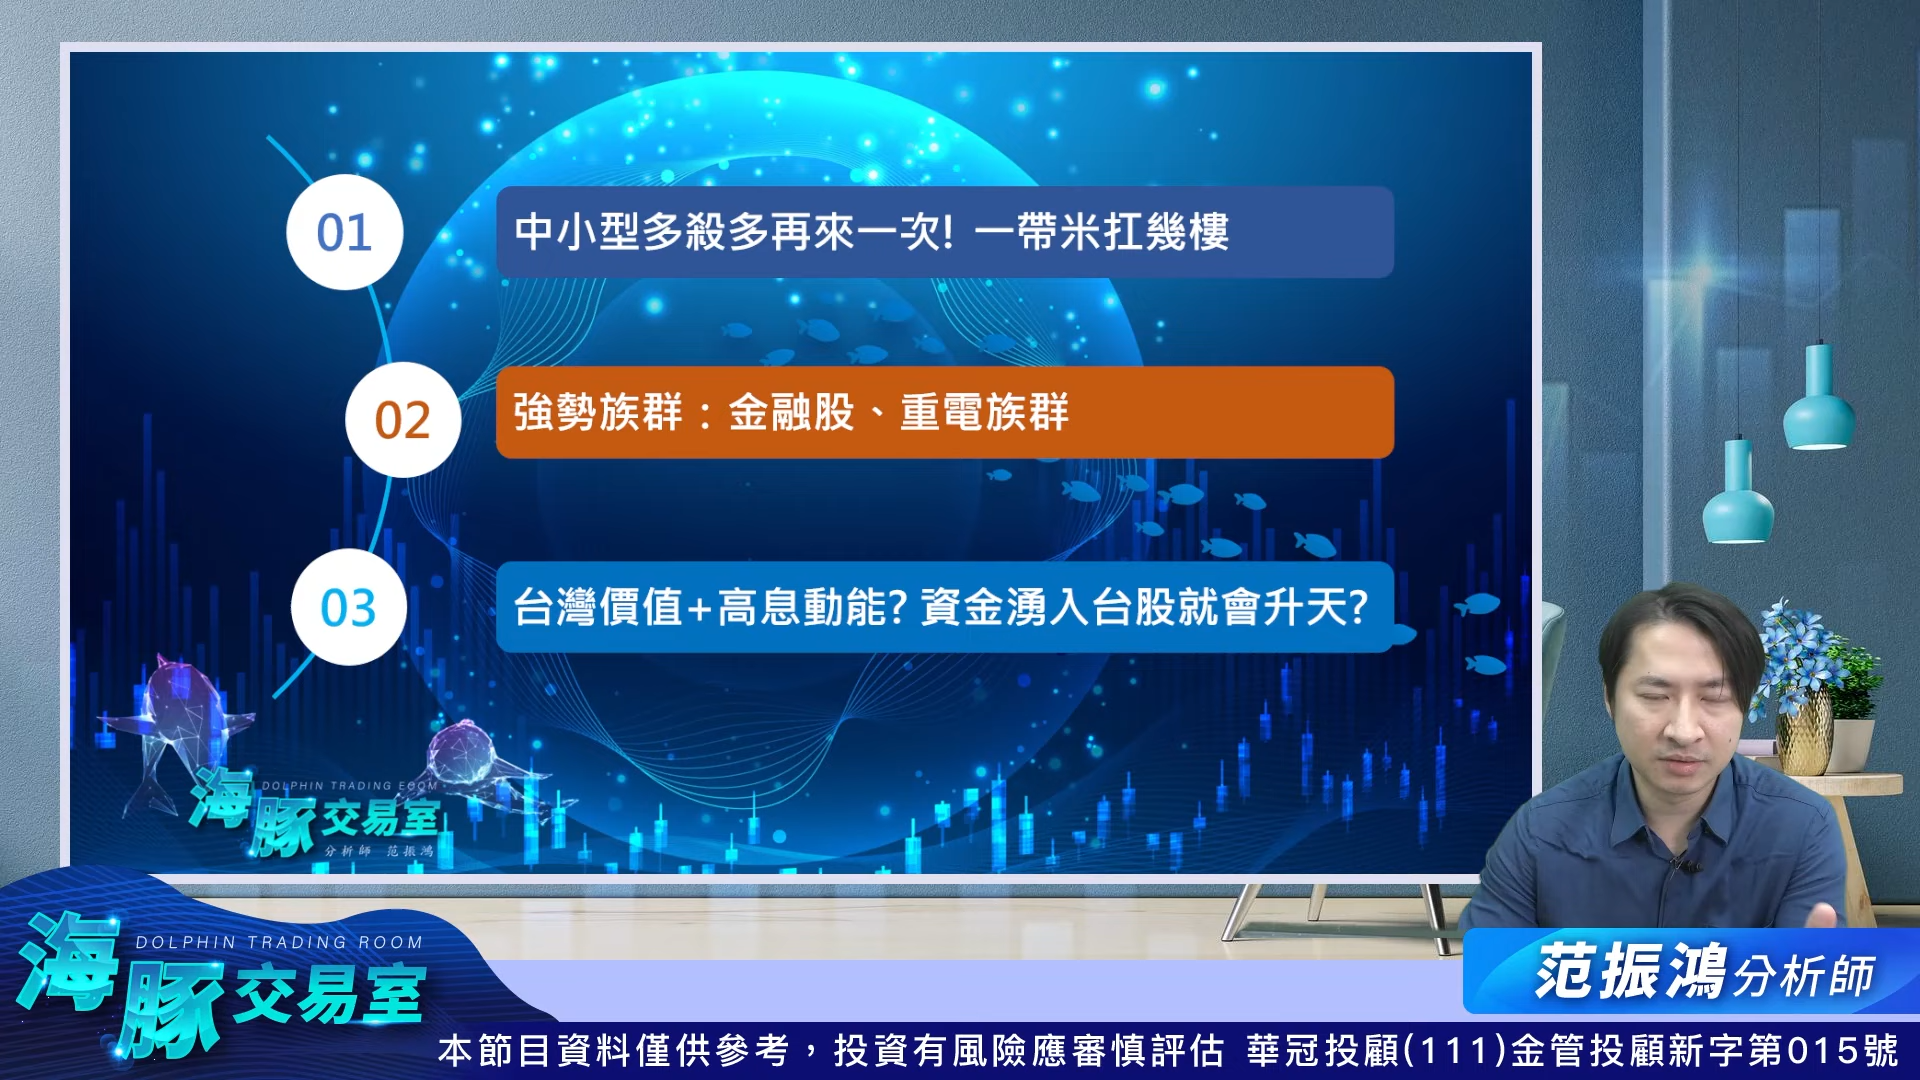 01
中小型多殺多再來一次! 一帶米扛幾樓
02
強勢族群：金融股、重電族群
03
台灣價值+高息動能? 資金湧入台股就會升天?
DOLPHIN TRADING ROOM
海豚交易室
分析師 范振鴻
DOLPHIN TRADING ROOM
海豚交易室
范振鴻分析師
本節目資料僅供參考，投資有風險應審慎評估 華冠投顧(111)金管投顧新字第015號